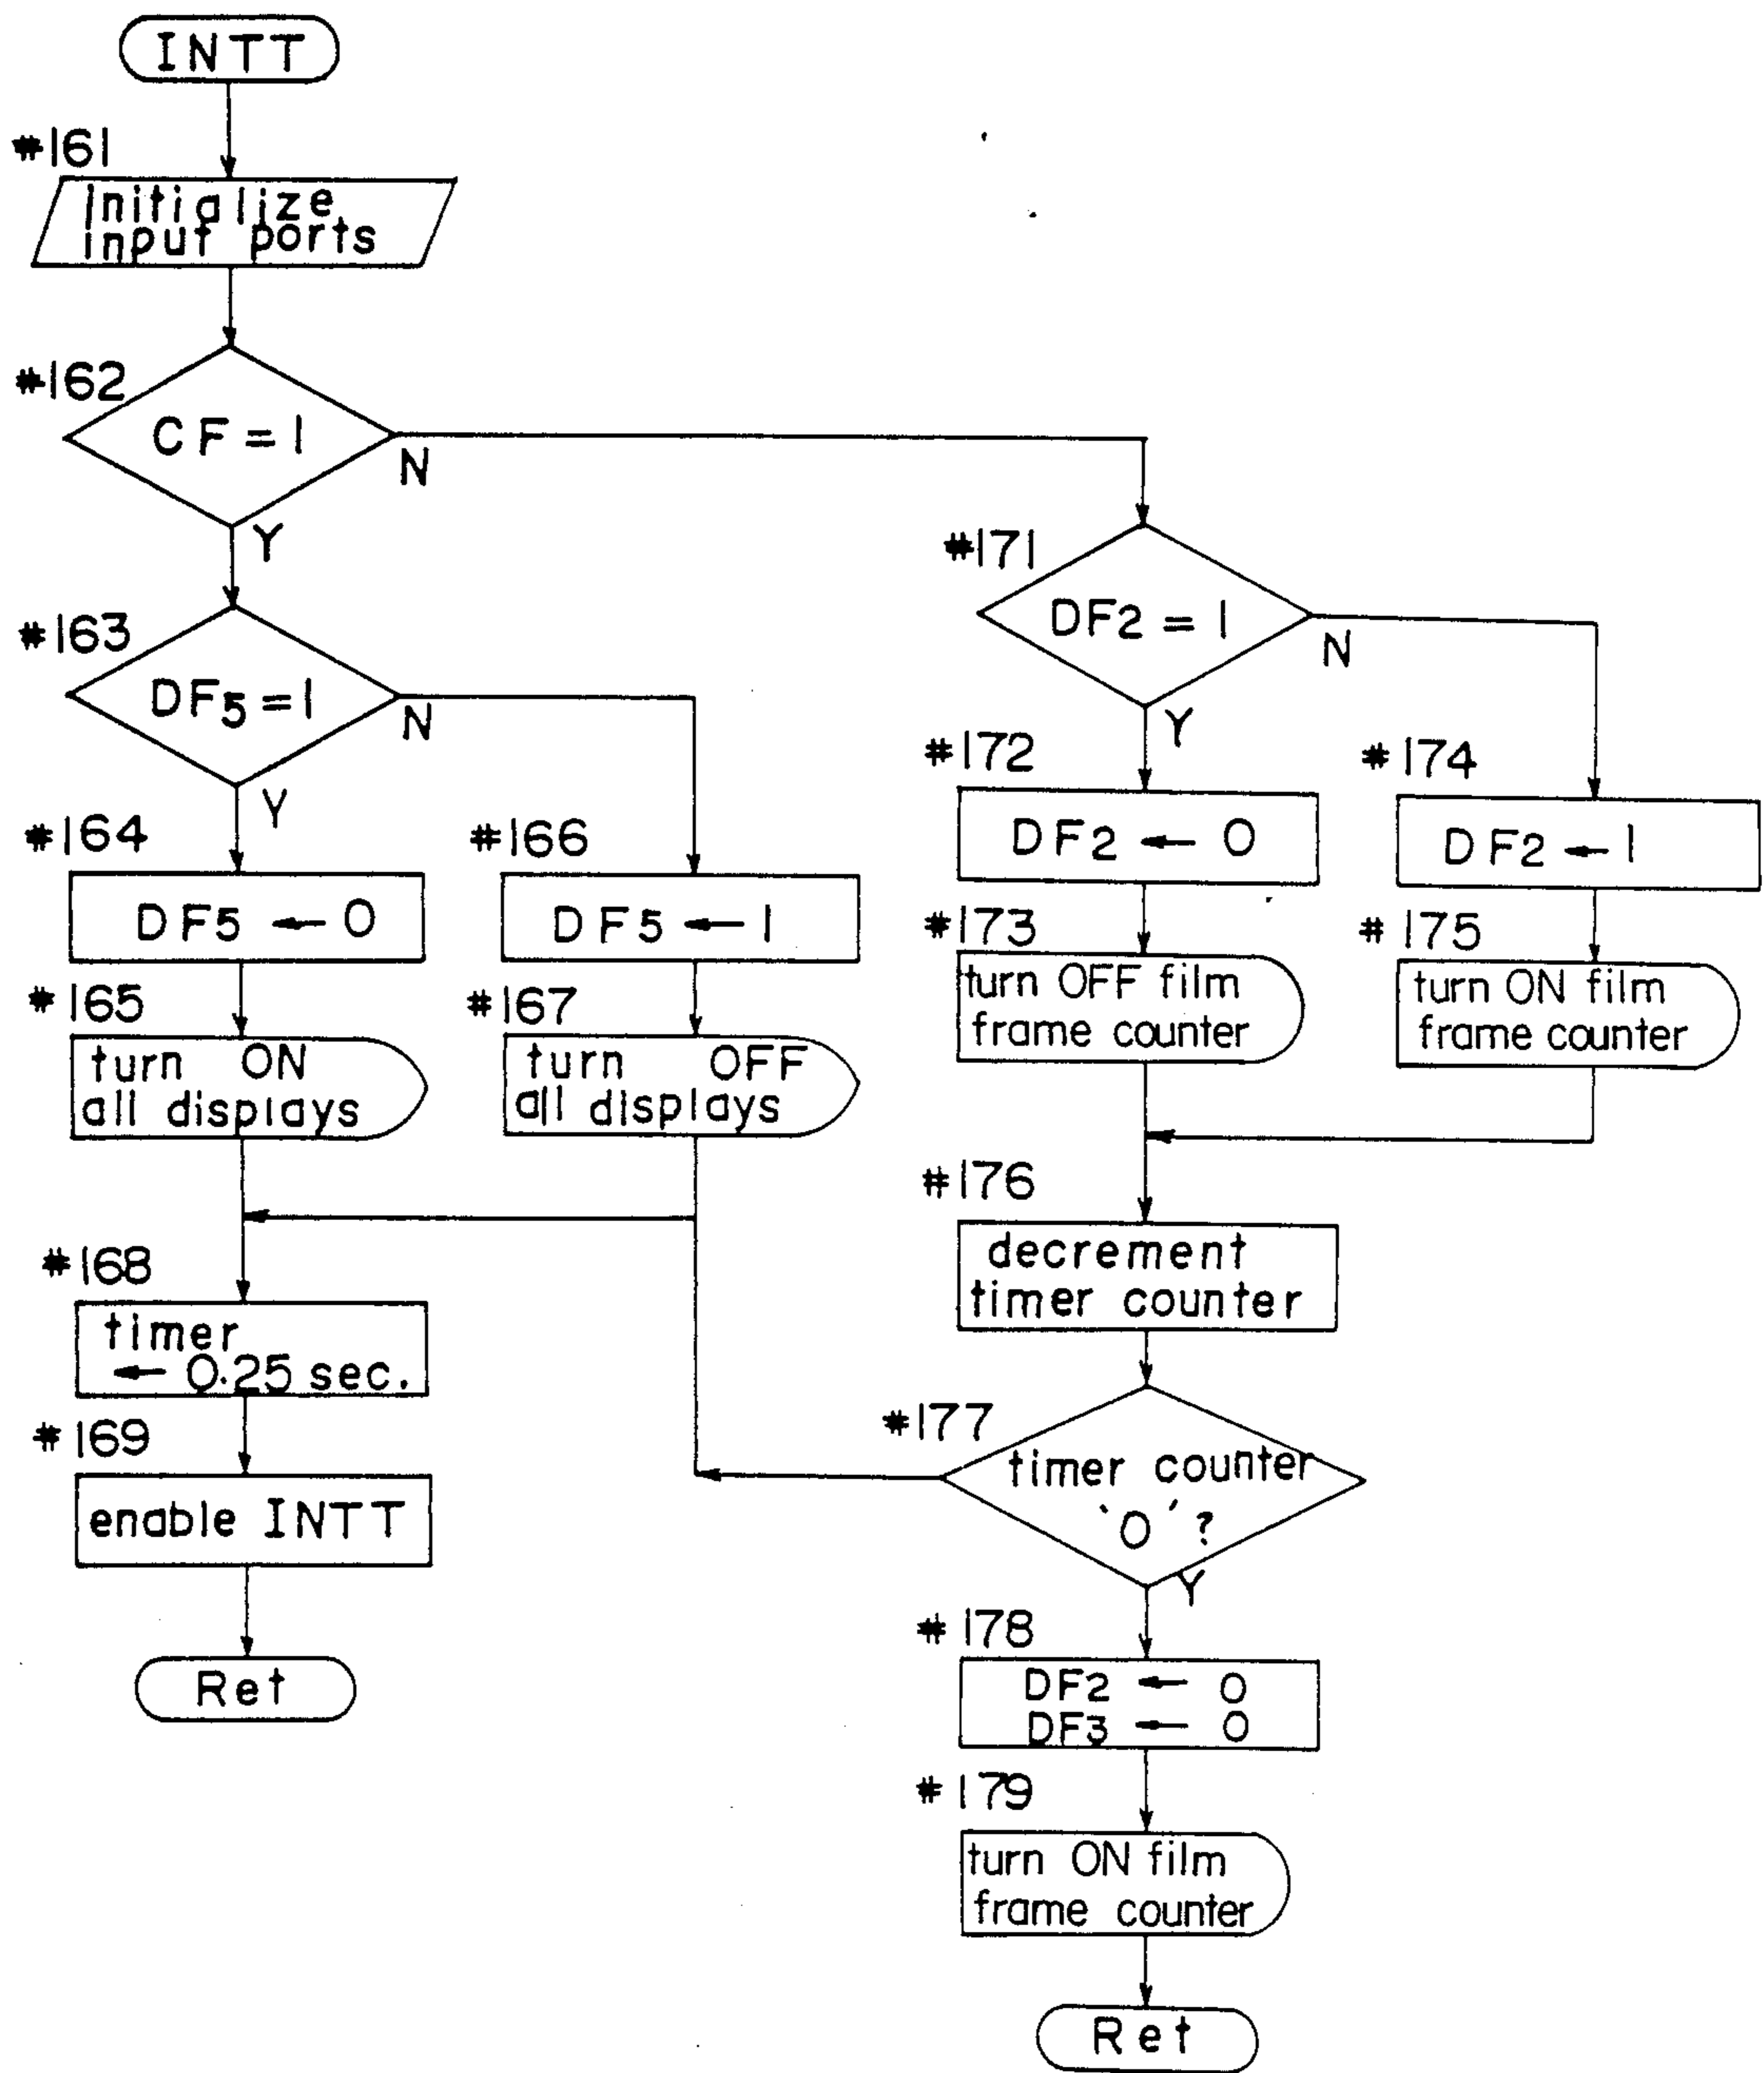 INTT
#161
Initialize
input ports
#162
CF = 1
N
Y
#163
DF5 = 1
N
Y
#164
DF5 ← 0
#165
turn ON
all displays
#166
DF5 ← 1
#167
turn OFF
all displays
#168
timer
← 0.25 sec.
#169
enable INTT
Ret
#171
DF2 = 1
N
Y
#172
DF2 ← 0
#173
turn OFF film
frame counter
#174
DF2 ← 1
#175
turn ON film
frame counter
#176
decrement
timer counter
#177
timer counter
'0' ?
Y
#178
DF2 ← 0
DF3 ← 0
#179
turn ON film
frame counter
Ret